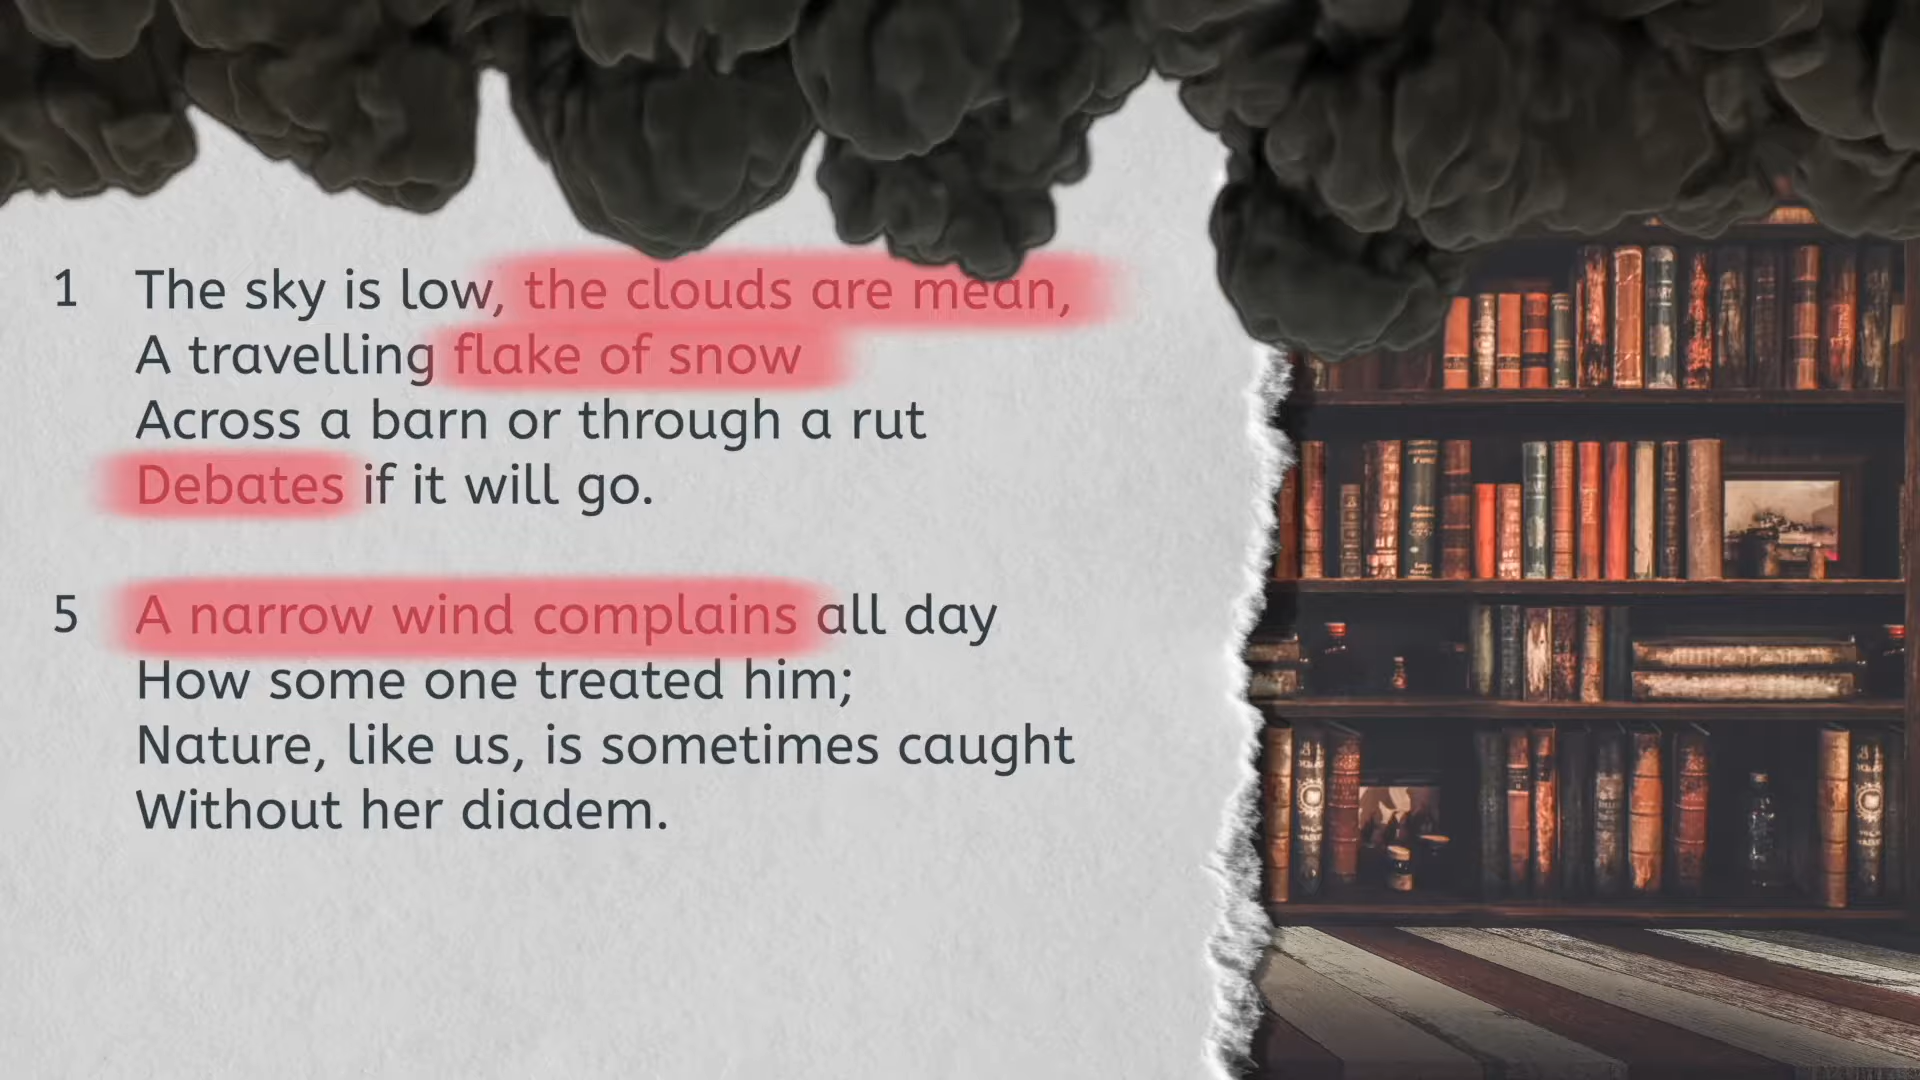 1 The sky is low, the clouds are mean,
A travelling flake of snow
Across a barn or through a rut
Debates if it will go.
5 A narrow wind complains all day
How some one treated him;
Nature, like us, is sometimes caught
Without her diadem.